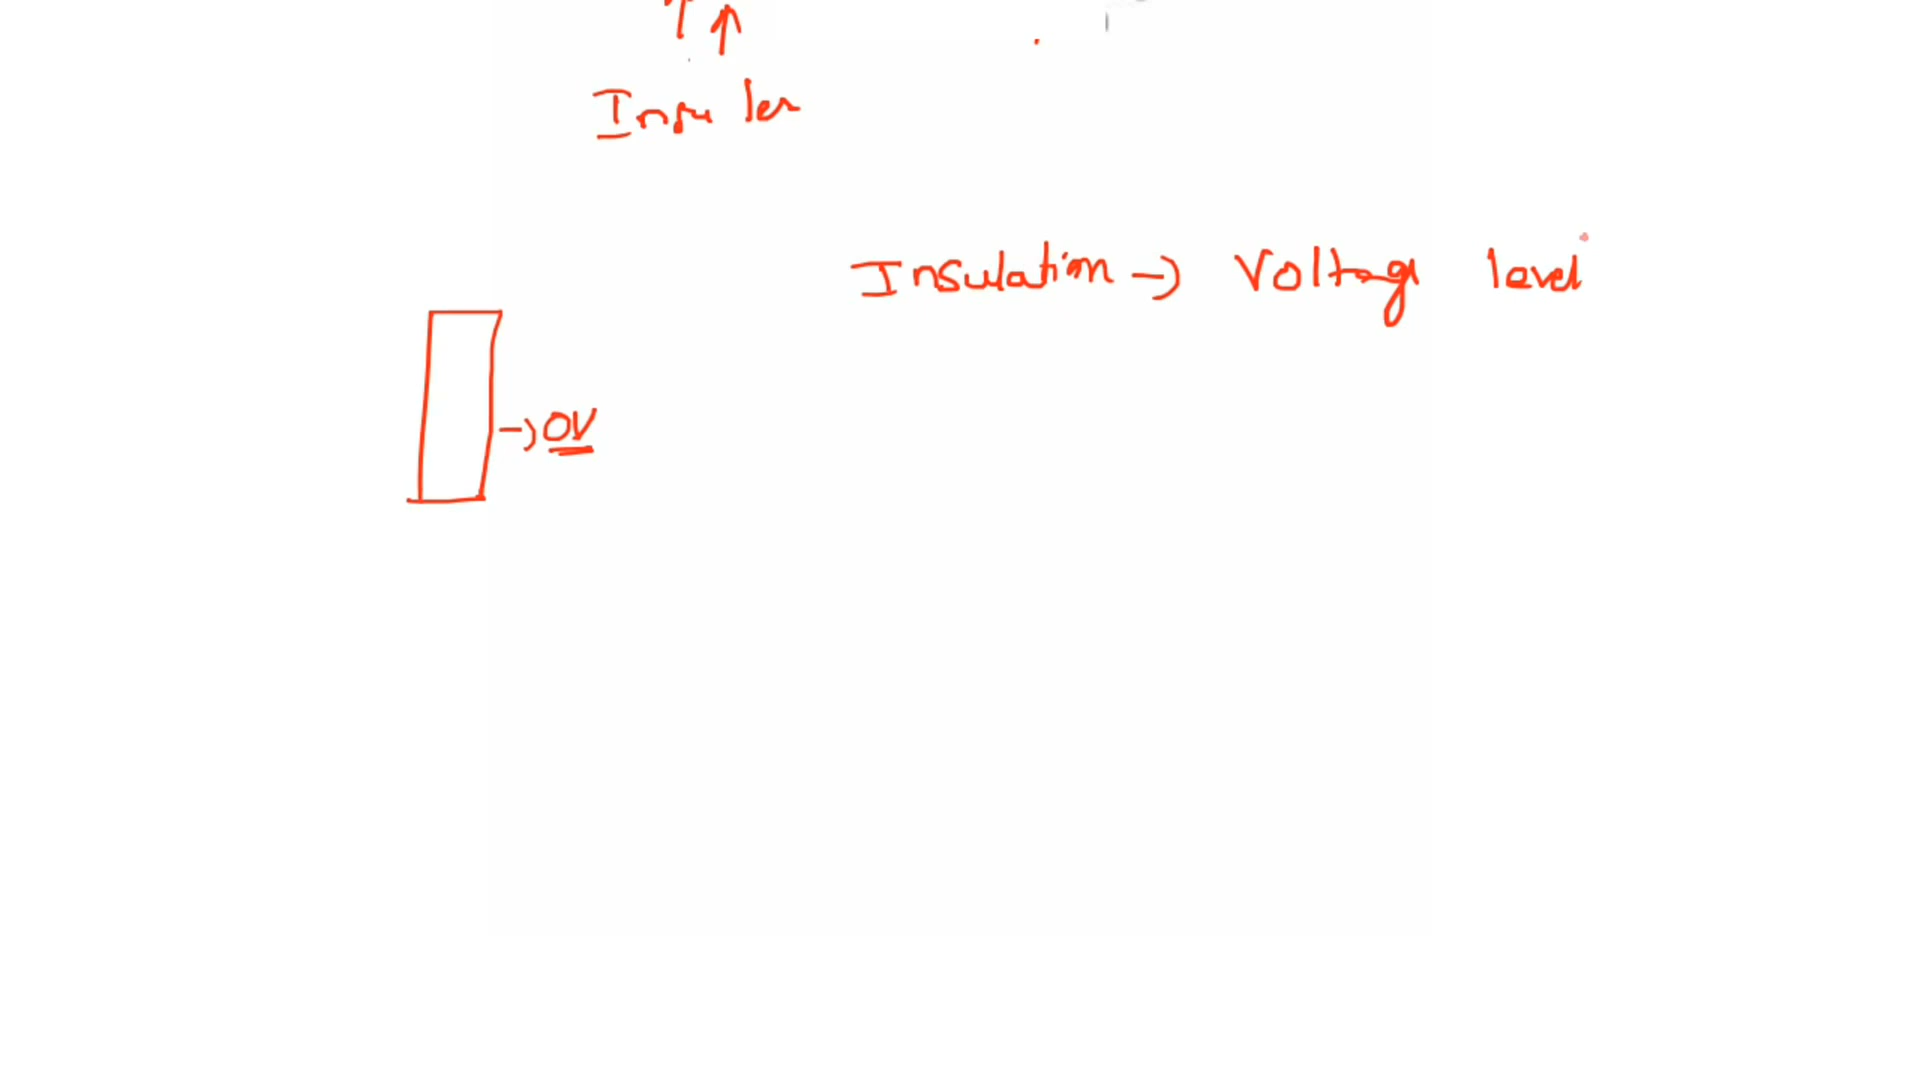 Insulation → Voltage level
→ 0V